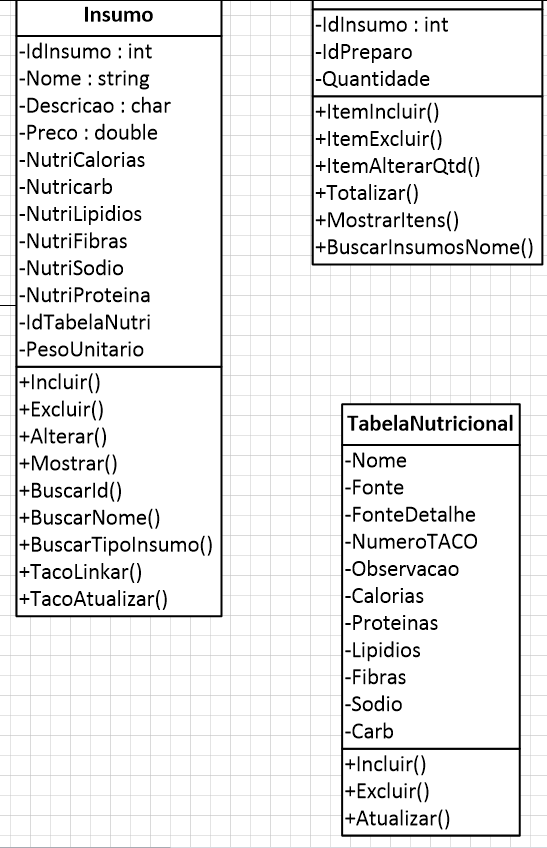 Insumo
-IdInsumo : int
-Nome : string
-Descricao : char
-Preco : double
-NutriCalorias
-Nutricarb
-NutriLipidios
-NutriFibras
-NutriSodio
-NutriProteina
-IdTabelaNutri
-PesoUnitario
+Incluir()
+Excluir()
+Alterar()
+Mostrar()
+BuscarId()
+BuscarNome()
+BuscarTipoInsumo()
+TacoLinkar()
+TacoAtualizar()
-IdInsumo : int
-IdPreparo
-Quantidade
+ItemIncluir()
+ItemExcluir()
+ItemAlterarQtd()
+Totalizar()
+MostrarItens()
+BuscarInsumosNome()
TabelaNutricional
-Nome
-Fonte
-FonteDetalhe
-NumeroTACO
-Observacao
-Calorias
-Proteinas
-Lipidios
-Fibras
-Sodio
-Carb
+Incluir()
+Excluir()
+Atualizar()